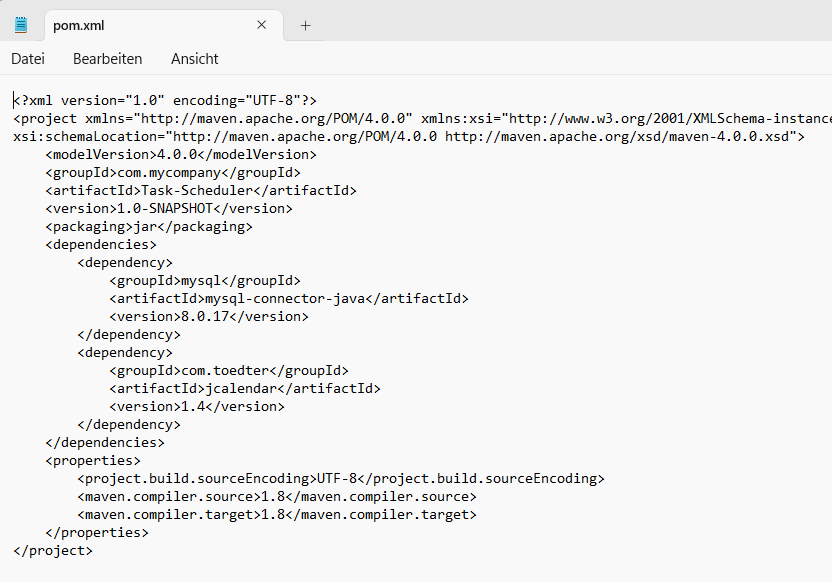 pom.xml
Datei Bearbeiten Ansicht
<?xml version="1.0" encoding="UTF-8"?>
<project xmlns="http://maven.apache.org/POM/4.0.0" xmlns:xsi="http://www.w3.org/2001/XMLSchema-instance
xsi:schemaLocation="http://maven.apache.org/POM/4.0.0 http://maven.apache.org/xsd/maven-4.0.0.xsd">
    <modelVersion>4.0.0</modelVersion>
    <groupId>com.mycompany</groupId>
    <artifactId>Task-Scheduler</artifactId>
    <version>1.0-SNAPSHOT</version>
    <packaging>jar</packaging>
    <dependencies>
        <dependency>
            <groupId>mysql</groupId>
            <artifactId>mysql-connector-java</artifactId>
            <version>8.0.17</version>
        </dependency>
        <dependency>
            <groupId>com.toedter</groupId>
            <artifactId>jcalendar</artifactId>
            <version>1.4</version>
        </dependency>
    </dependencies>
    <properties>
        <project.build.sourceEncoding>UTF-8</project.build.sourceEncoding>
        <maven.compiler.source>1.8</maven.compiler.source>
        <maven.compiler.target>1.8</maven.compiler.target>
    </properties>
</project>